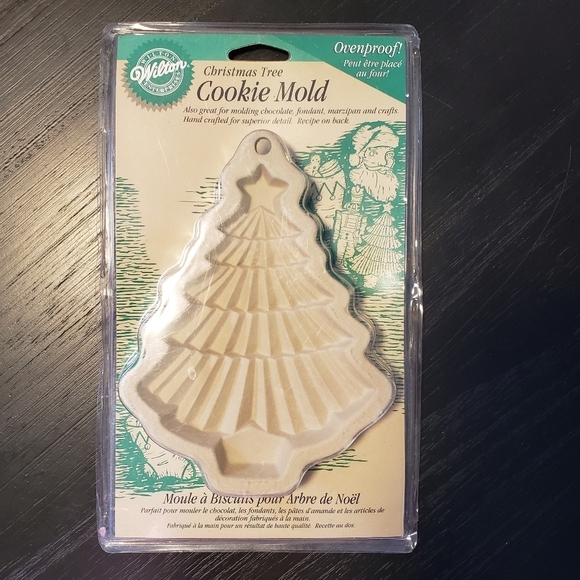 WILTON
Wilton
ENTERPRISES
Ovenproof!
Peut être placé
au four!
Christmas Tree
Cookie Mold
Also great for molding chocolate, fondant, marzipan and crafts.
Hand crafted for superior detail. Recipe on back.
Moule à Biscuits pour Arbre de Noël
Parfait pour mouler le chocolat, les fondants, les pâtes d'amande et les articles de
décoration fabriqués à la main.
Fabriqué à la main pour un résultat de haute qualité. Recette au dos.